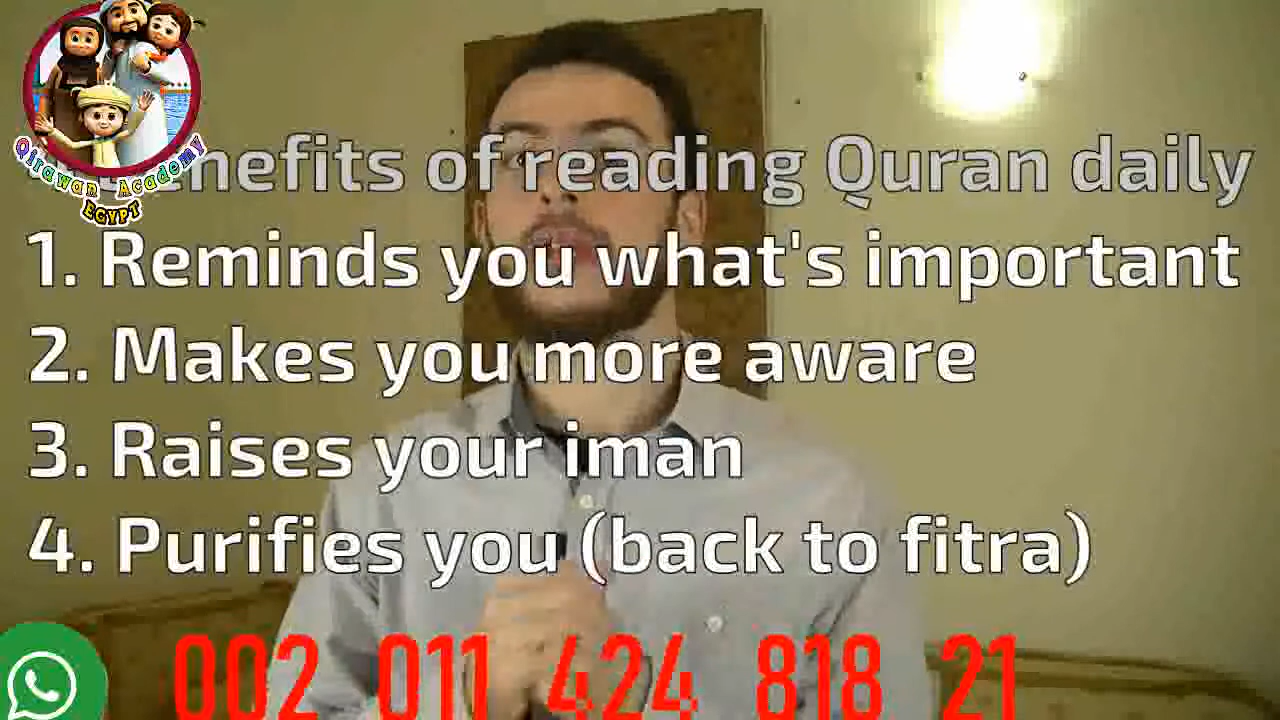 Qirawan Academy
EGYPT
of reading Quran daily
1. Reminds you what's important
2. Makes you more aware
3. Raises your iman
4. Purifies you (back to fitra)
002 011 424 818 21